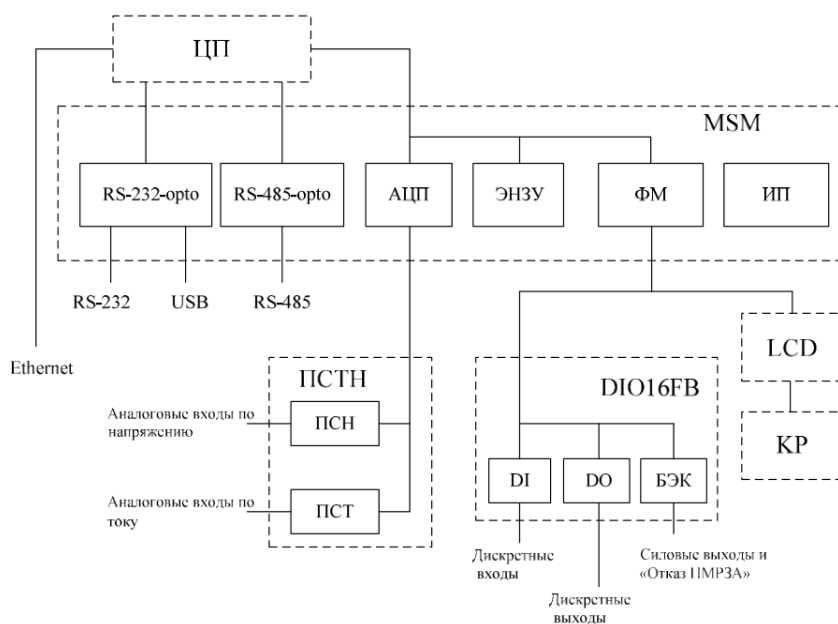 ЦП
MSM
RS-232-opto
RS-485-opto
АЦП
ЭНЗУ
ФМ
ИП
RS-232
USB
RS-485
Ethernet
LCD
KP
ПСТН
Аналоговые входы по
напряжению
ПСН
Аналоговые входы по
току
ПСТ
DIO16FB
DI
DO
БЭК
Дискретные
входы
Дискретные
выходы
Силовые выходы и
«Отказ ПМРЗА»